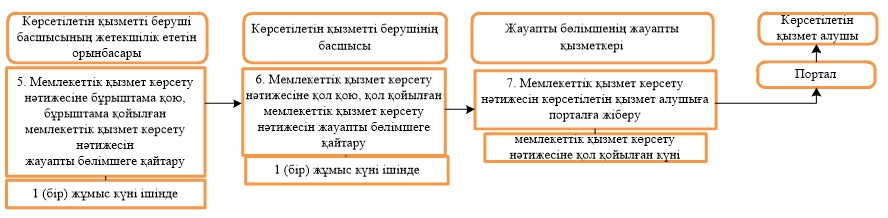 Көрсетілетін қызметті беруші
басшысының жетекшілік ететін
орынбасары
5. Мемлекеттік қызмет көрсету
нәтижесіне бұрыштама қою,
бұрыштама қойылған
мемлекеттік қызмет көрсету
нәтижесін
жауапты бөлімшеге қайтару
1 (бір) жұмыс күні ішінде
Көрсетілетін қызметті берушінің
басшысы
6. Мемлекеттік қызмет көрсету
нәтижесіне қол қою, қол қойылған
мемлекеттік қызмет көрсету
нәтижесін жауапты бөлімшеге
қайтару
1 (бір) жұмыс күні ішінде
Жауапты бөлімшенің жауапты
қызметкері
7. Мемлекеттік қызмет көрсету
нәтижесін көрсетілетін қызмет алушыға
порталға жіберу
мемлекеттік қызмет көрсету
нәтижесіне қол қойылған күні
Көрсетілетін
қызмет алушы
Портал